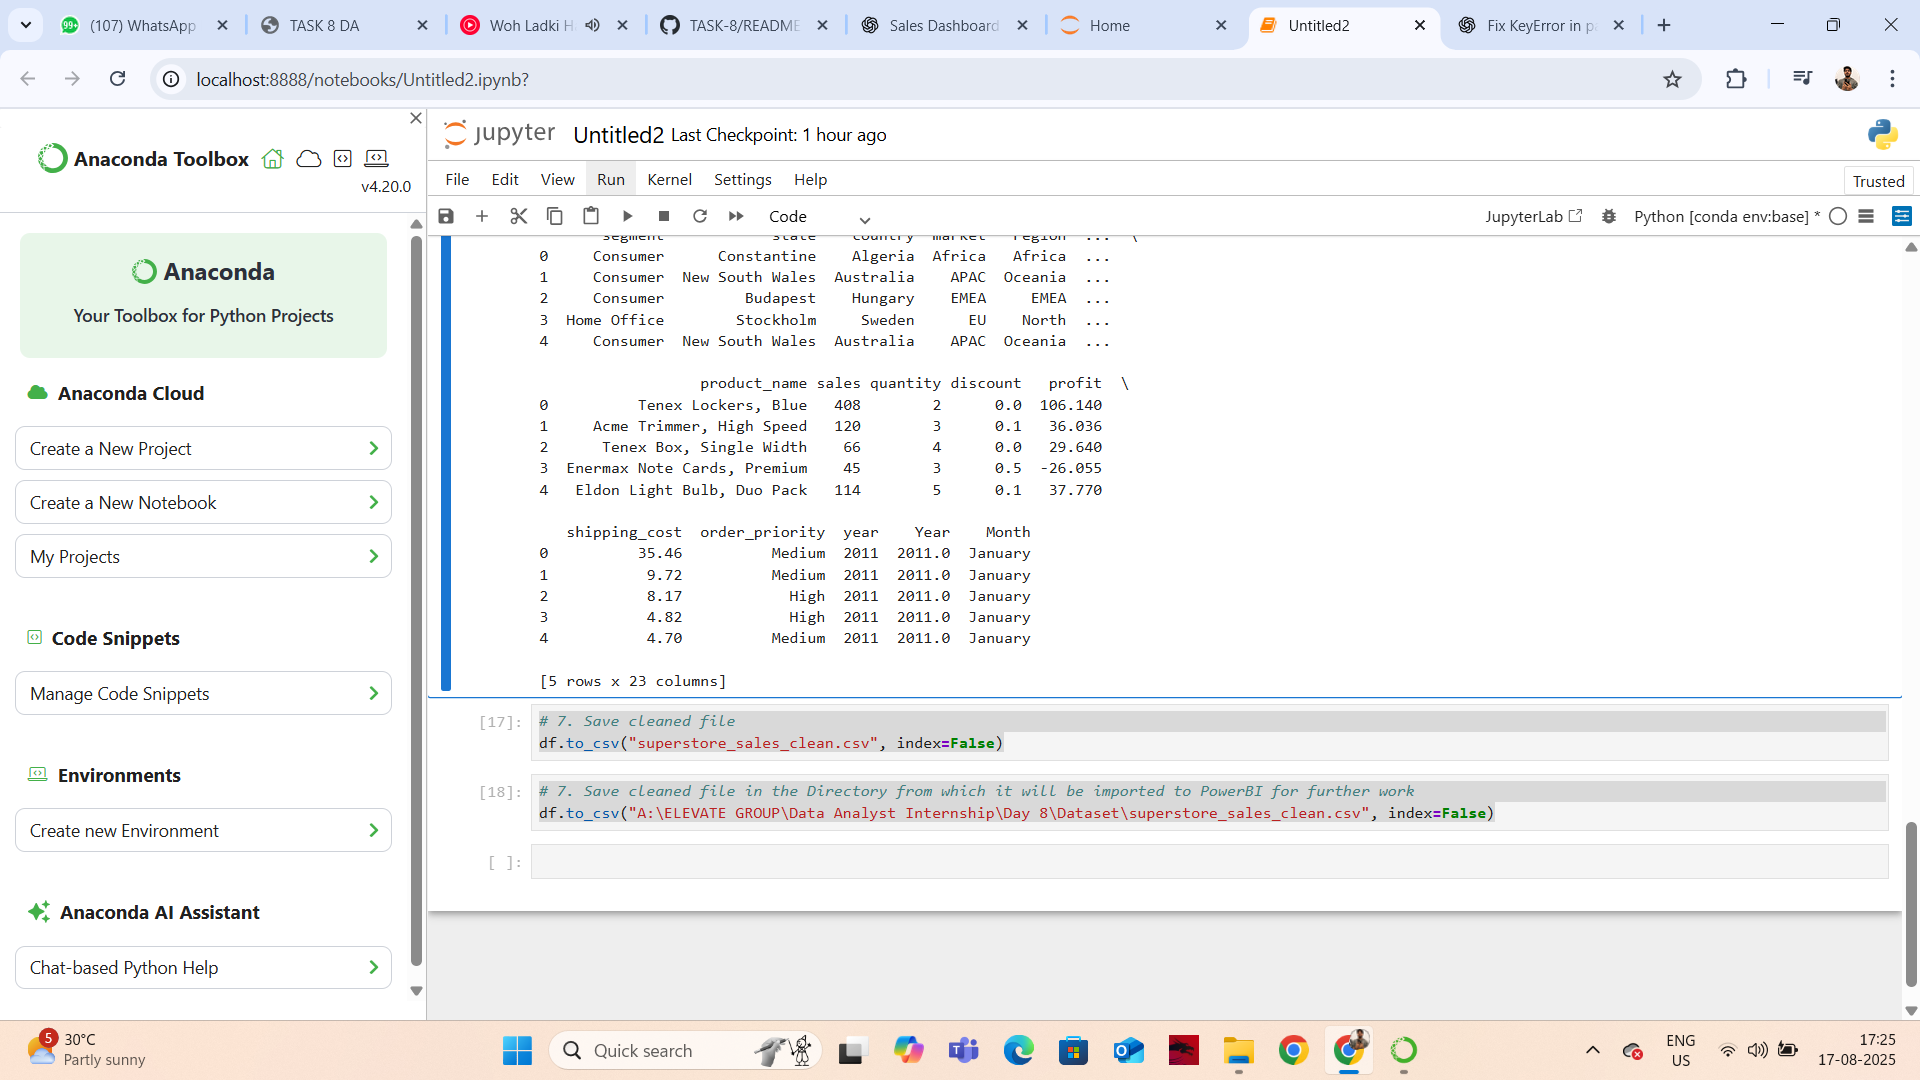 99+ (107) WhatsApp
TASK 8 DA
Woh Ladki H
TASK-8/README
Sales Dashboard
Home
Untitled2
Fix KeyError in p
localhost:8888/notebooks/Untitled2.ipynb?
Anaconda Toolbox
v4.20.0
Anaconda
Your Toolbox for Python Projects
Anaconda Cloud
Create a New Project
Create a New Notebook
My Projects
Code Snippets
Manage Code Snippets
Environments
Create new Environment
Anaconda AI Assistant
Chat-based Python Help
jupyter Untitled2 Last Checkpoint: 1 hour ago
File Edit View Run Kernel Settings Help
Trusted
Code
JupyterLab
Python [conda env:base] *
segment state country market region ... \
0 Consumer Constantine Algeria Africa Africa ...
1 Consumer New South Wales Australia APAC Oceania ...
2 Consumer Budapest Hungary EMEA EMEA ...
3 Home Office Stockholm Sweden EU North ...
4 Consumer New South Wales Australia APAC Oceania ...
product_name sales quantity discount profit \
0 Tenex Lockers, Blue 408 2 0.0 106.140
1 Acme Trimmer, High Speed 120 3 0.1 36.036
2 Tenex Box, Single Width 66 4 0.0 29.640
3 Enermax Note Cards, Premium 45 3 0.5 -26.055
4 Eldon Light Bulb, Duo Pack 114 5 0.1 37.770
shipping_cost order_priority year Year Month
0 35.46 Medium 2011 2011.0 January
1 9.72 Medium 2011 2011.0 January
2 8.17 High 2011 2011.0 January
3 4.82 High 2011 2011.0 January
4 4.70 Medium 2011 2011.0 January
[5 rows x 23 columns]
[17]: # 7. Save cleaned file
df.to_csv("superstore_sales_clean.csv", index=False)
[18]: # 7. Save cleaned file in the Directory from which it will be imported to PowerBI for further work
df.to_csv("A:\ELEVATE GROUP\Data Analyst Internship\Day 8\Dataset\superstore_sales_clean.csv", index=False)
[ ]:
5
30°C
Partly sunny
Quick search
ENG
US
17:25
17-08-2025